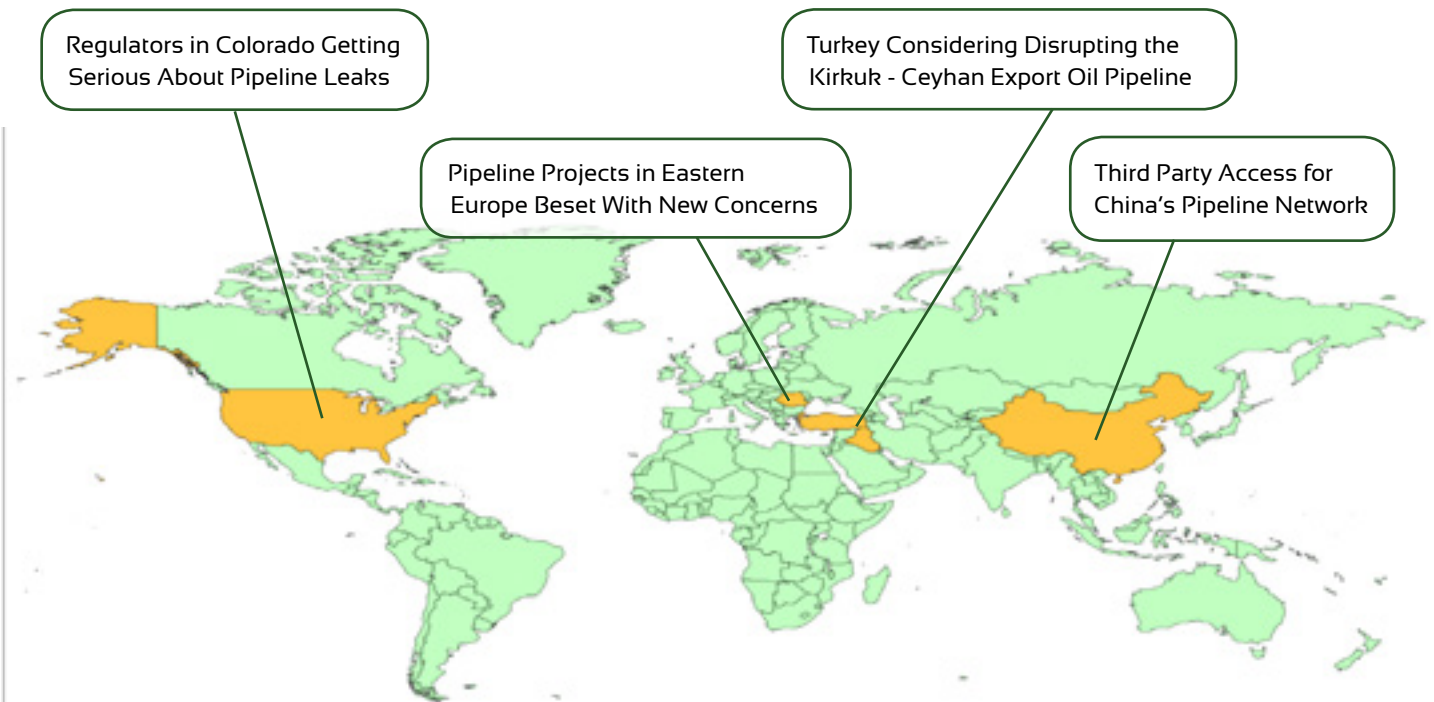 Regulators in Colorado Getting
Serious About Pipeline Leaks
Turkey Considering Disrupting the
Kirkuk - Ceyhan Export Oil Pipeline
Pipeline Projects in Eastern
Europe Beset With New Concerns
Third Party Access for
China's Pipeline Network